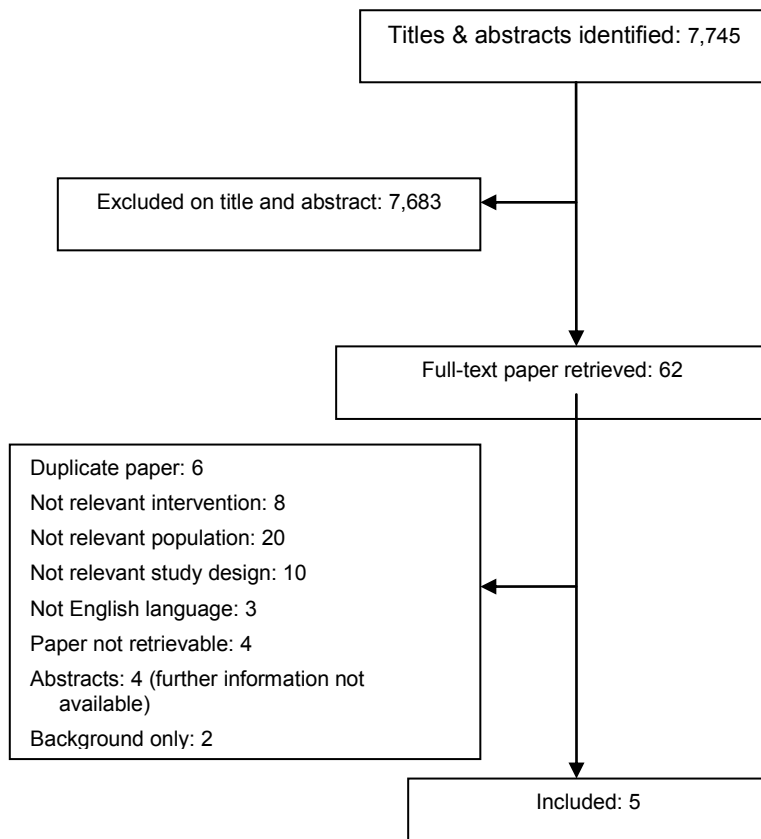 Titles & abstracts identified: 7,745
Excluded on title and abstract: 7,683
Full-text paper retrieved: 62
Duplicate paper: 6
Not relevant intervention: 8
Not relevant population: 20
Not relevant study design: 10
Not English language: 3
Paper not retrievable: 4
Abstracts: 4 (further information not
available)
Background only: 2
Included: 5